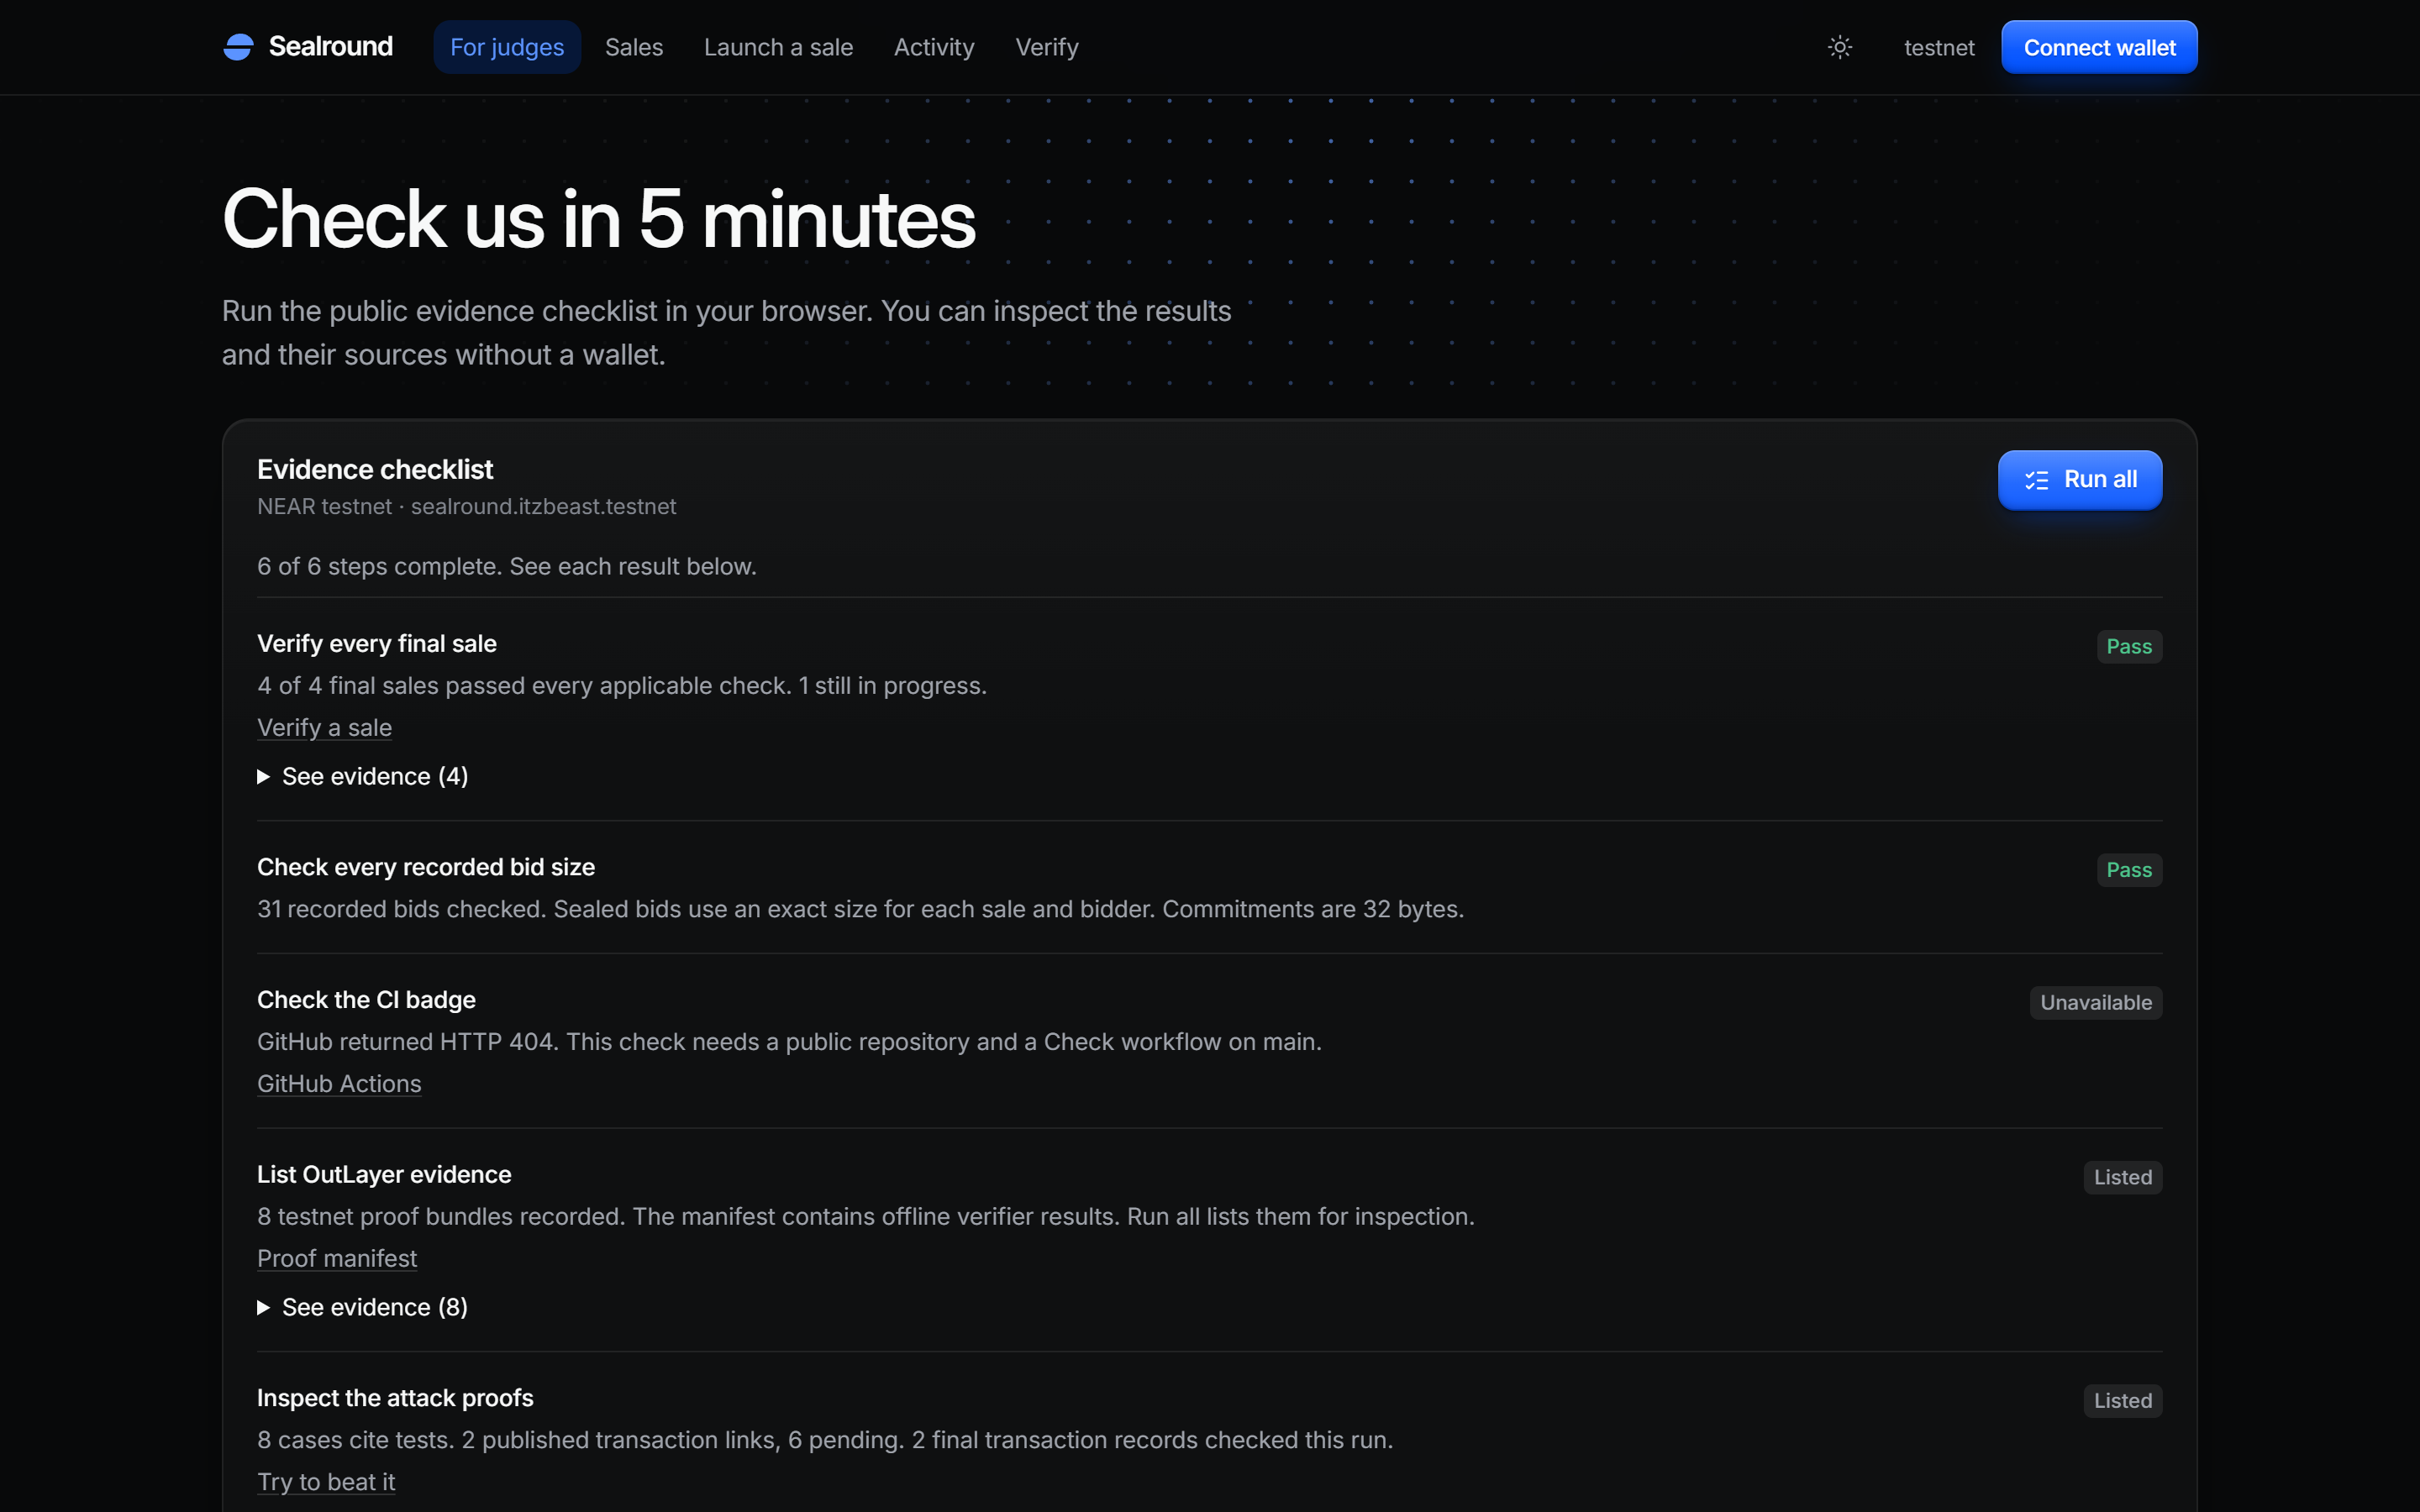 Sealround
For judges
Sales
Launch a sale
Activity
Verify
testnet
Connect wallet
Check us in 5 minutes
Run the public evidence checklist in your browser. You can inspect the results
and their sources without a wallet.
Evidence checklist
NEAR testnet · sealround.itzbeast.testnet
Run all
6 of 6 steps complete. See each result below.
Verify every final sale
Pass
4 of 4 final sales passed every applicable check. 1 still in progress.
Verify a sale
See evidence (4)
Check every recorded bid size
Pass
31 recorded bids checked. Sealed bids use an exact size for each sale and bidder. Commitments are 32 bytes.
Check the CI badge
Unavailable
GitHub returned HTTP 404. This check needs a public repository and a Check workflow on main.
GitHub Actions
List OutLayer evidence
Listed
8 testnet proof bundles recorded. The manifest contains offline verifier results. Run all lists them for inspection.
Proof manifest
See evidence (8)
Inspect the attack proofs
Listed
8 cases cite tests. 2 published transaction links, 6 pending. 2 final transaction records checked this run.
Try to beat it